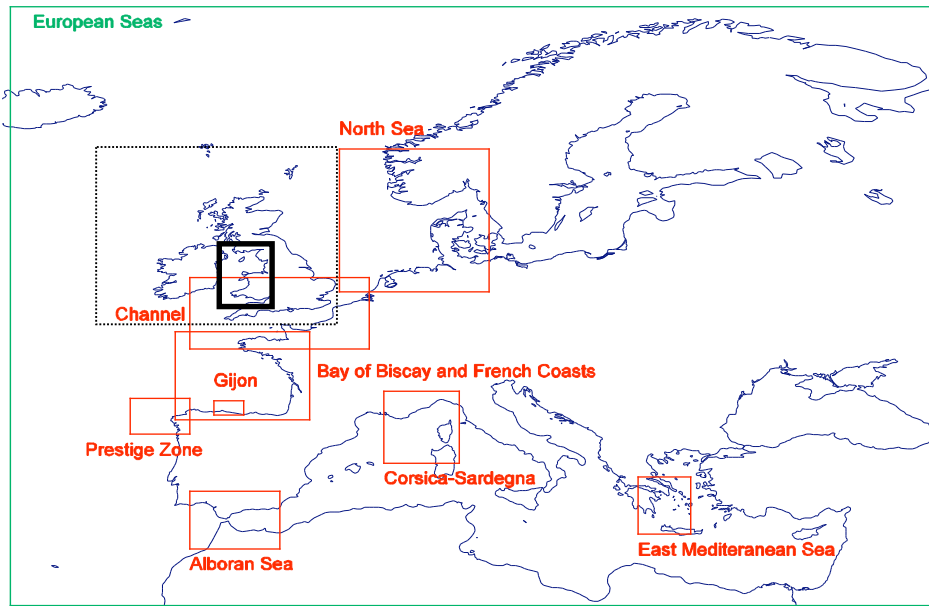 European Seas
North Sea
Channel
Bay of Biscay and French Coasts
Gijon
Prestige Zone
Corsica-Sardegna
East Mediteranean Sea
Alboran Sea